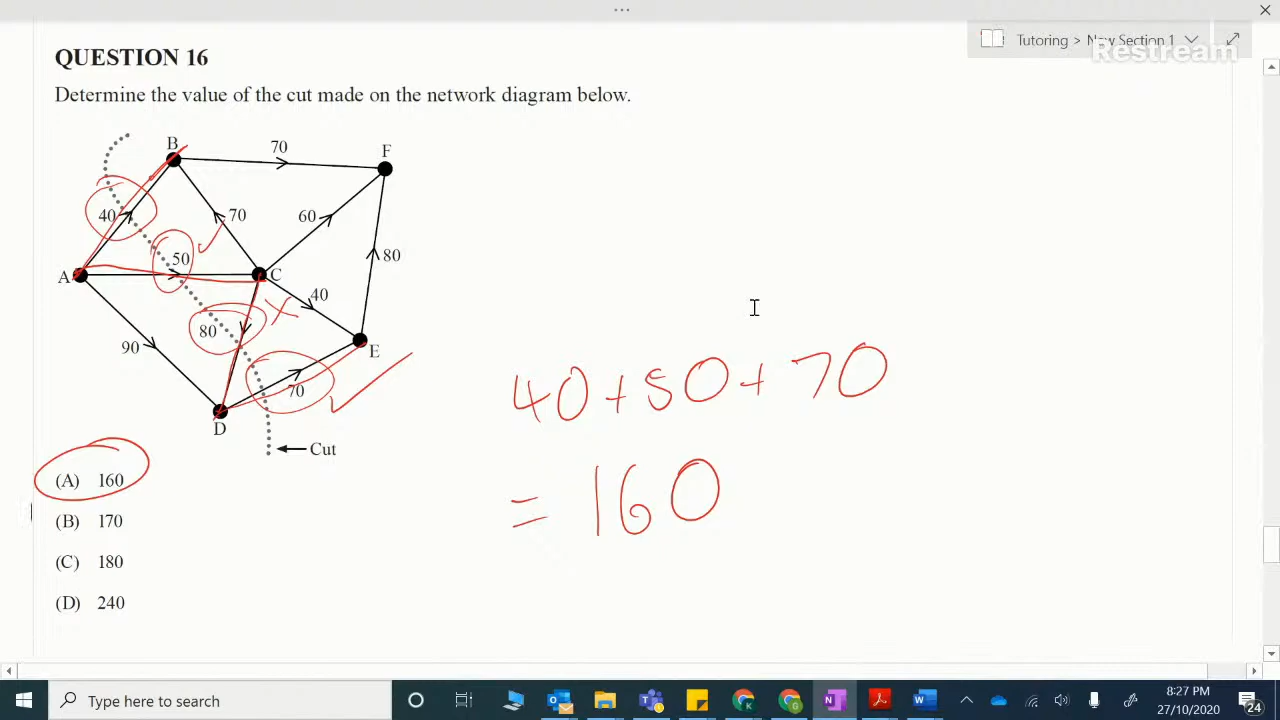 Tutoring > New Section 1
Restream
QUESTION 16
Determine the value of the cut made on the network diagram below.
B
70
F
40
70
60
50
80
A
C
40
80
90
E
70
D
Cut
40 + 50 + 70
= 160
(A) 160
(B) 170
(C) 180
(D) 240
Type here to search
8:27 PM
27/10/2020
24